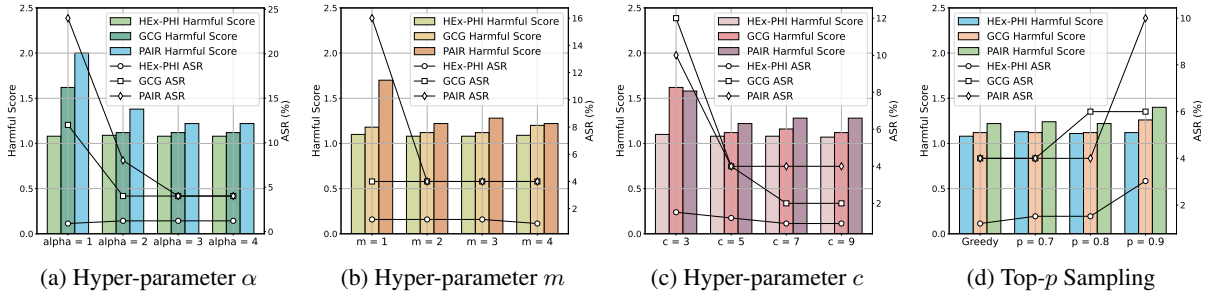 2.5
2.0
1.5
1.0
0.5
0.0
Harmful Score
HEx-PHI Harmful Score
GCG Harmful Score
PAIR Harmful Score
HEx-PHI ASR
GCG ASR
PAIR ASR
25
20
15
10
5
0
ASR (%)
alpha = 1 alpha = 2 alpha = 3 alpha = 4
(a) Hyper-parameter α
2.5
2.0
1.5
1.0
0.5
0.0
Harmful Score
HEx-PHI Harmful Score
GCG Harmful Score
PAIR Harmful Score
HEx-PHI ASR
GCG ASR
PAIR ASR
16
14
12
10
8
6
4
2
ASR (%)
m = 1 m = 2 m = 3 m = 4
(b) Hyper-parameter m
2.5
2.0
1.5
1.0
0.5
0.0
Harmful Score
HEx-PHI Harmful Score
GCG Harmful Score
PAIR Harmful Score
HEx-PHI ASR
GCG ASR
PAIR ASR
12
10
8
6
4
2
ASR (%)
c = 3 c = 5 c = 7 c = 9
(c) Hyper-parameter c
2.5
2.0
1.5
1.0
0.5
0.0
Harmful Score
HEx-PHI Harmful Score
GCG Harmful Score
PAIR Harmful Score
HEx-PHI ASR
GCG ASR
PAIR ASR
10
8
6
4
2
ASR (%)
Greedy p = 0.7 p = 0.8 p = 0.9
(d) Top-p Sampling